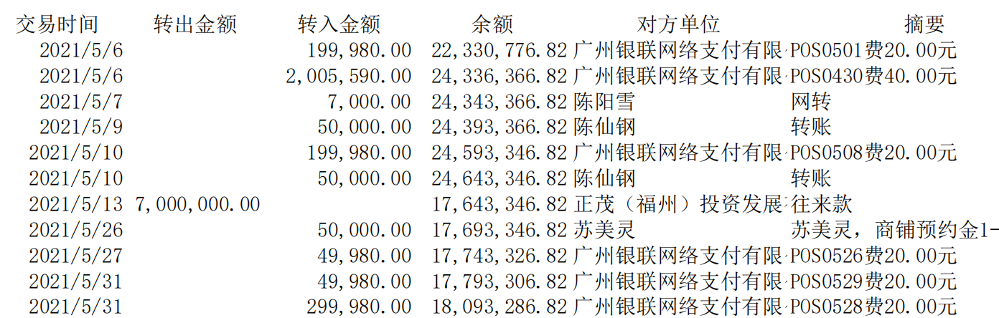 交易时间 转出金额 转入金额 余额 对方单位 摘要
2021/5/6 199,980.00 22,330,776.82 广州银联网络支付有限 POS0501费20.00元
2021/5/6 2,005,590.00 24,336,366.82 广州银联网络支付有限 POS0430费40.00元
2021/5/7 7,000.00 24,343,366.82 陈阳雪 网转
2021/5/9 50,000.00 24,393,366.82 陈仙钢 转账
2021/5/10 199,980.00 24,593,346.82 广州银联网络支付有限 POS0508费20.00元
2021/5/10 50,000.00 24,643,346.82 陈仙钢 转账
2021/5/13 7,000,000.00 17,643,346.82 正茂（福州）投资发展 往来款
2021/5/26 50,000.00 17,693,346.82 苏美灵 苏美灵，商铺预约金1-
2021/5/27 49,980.00 17,743,326.82 广州银联网络支付有限 POS0526费20.00元
2021/5/31 49,980.00 17,793,306.82 广州银联网络支付有限 POS0529费20.00元
2021/5/31 299,980.00 18,093,286.82 广州银联网络支付有限 POS0528费20.00元